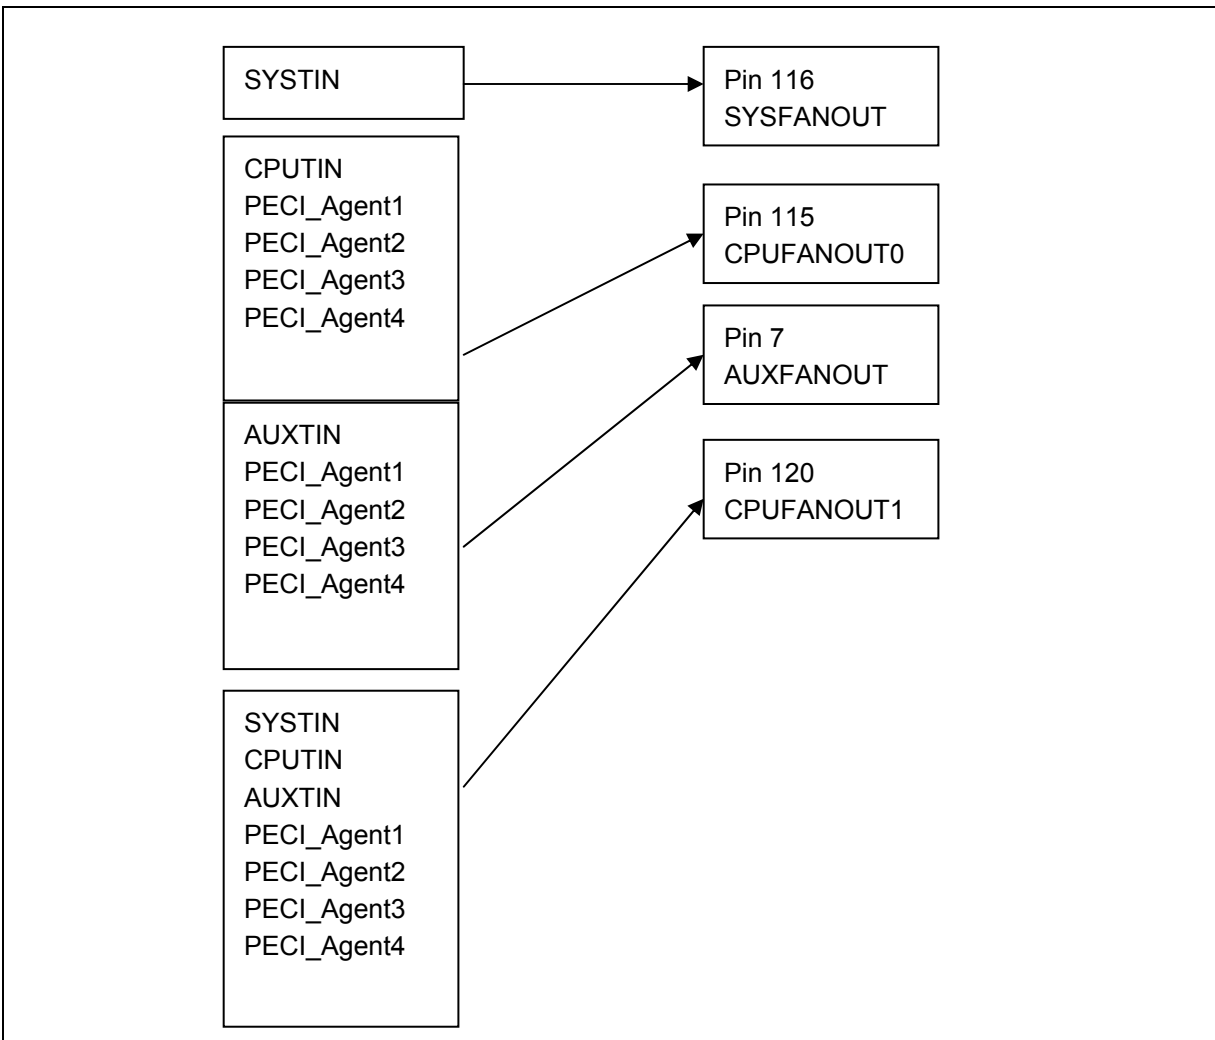 SYSTIN
CPUTIN
PECI_Agent1
PECI_Agent2
PECI_Agent3
PECI_Agent4
AUXTIN
PECI_Agent1
PECI_Agent2
PECI_Agent3
PECI_Agent4
SYSTIN
CPUTIN
AUXTIN
PECI_Agent1
PECI_Agent2
PECI_Agent3
PECI_Agent4
Pin 116
SYSFANOUT
Pin 115
CPUFANOUT0
Pin 7
AUXFANOUT
Pin 120
CPUFANOUT1